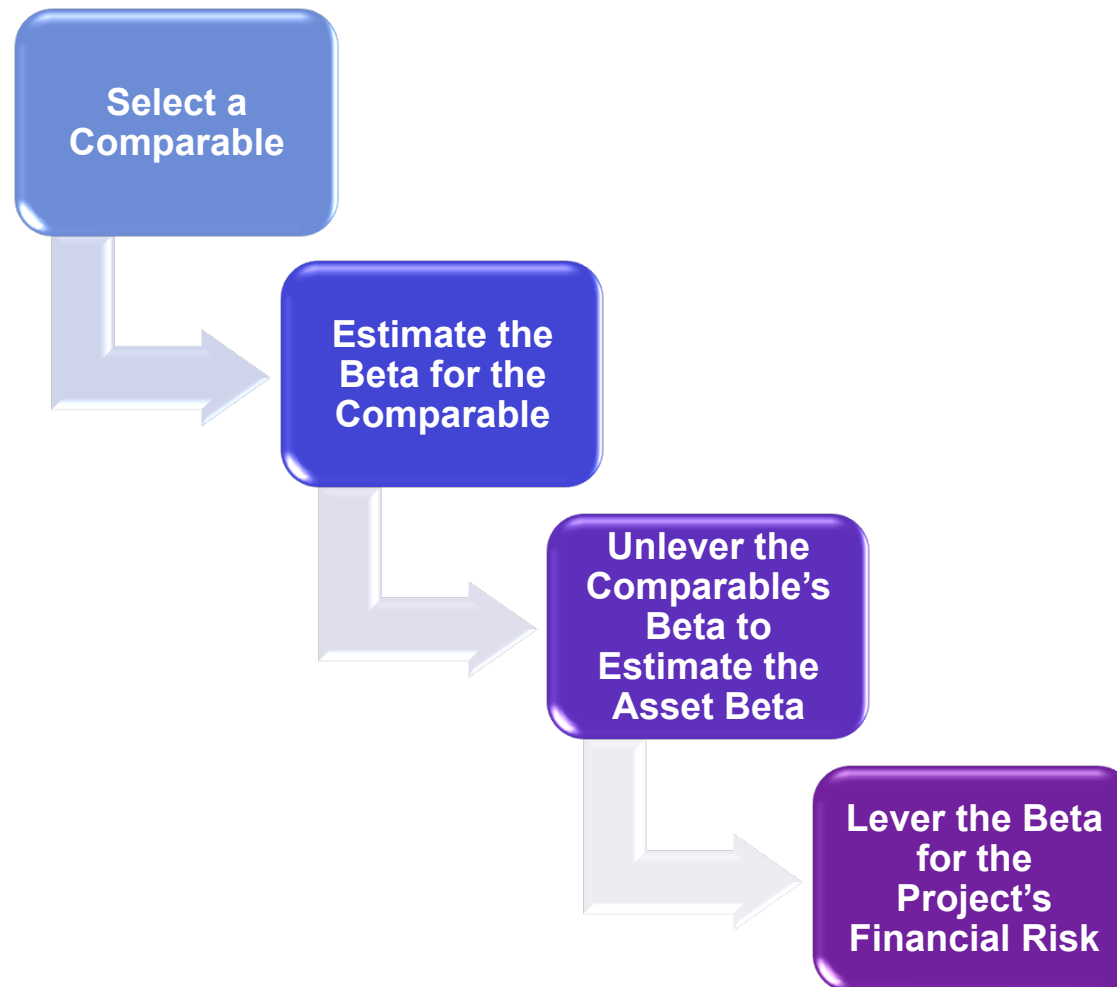 Select a
Comparable
Estimate the
Beta for the
Comparable
Unlever the
Comparable’s
Beta to
Estimate the
Asset Beta
Lever the Beta
for the
Project’s
Financial Risk